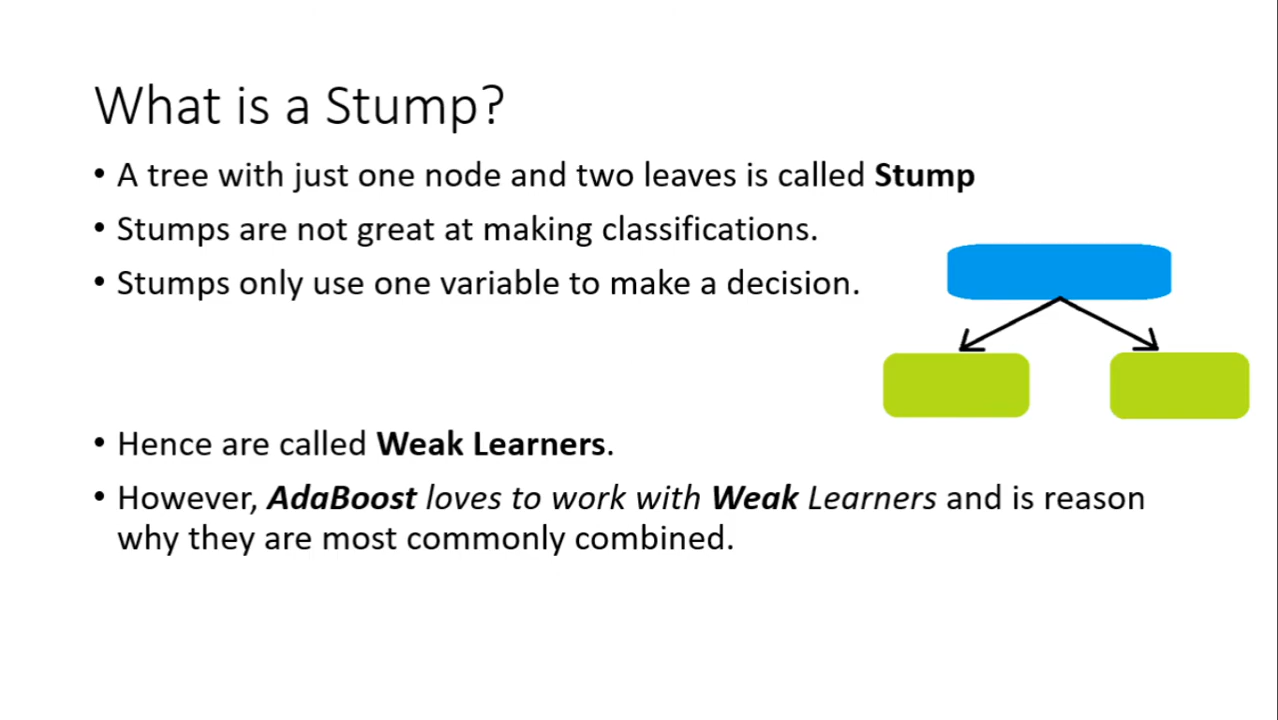 What is a Stump?
• A tree with just one node and two leaves is called Stump
• Stumps are not great at making classifications.
• Stumps only use one variable to make a decision.
• Hence are called Weak Learners.
• However, AdaBoost loves to work with Weak Learners and is reason
why they are most commonly combined.